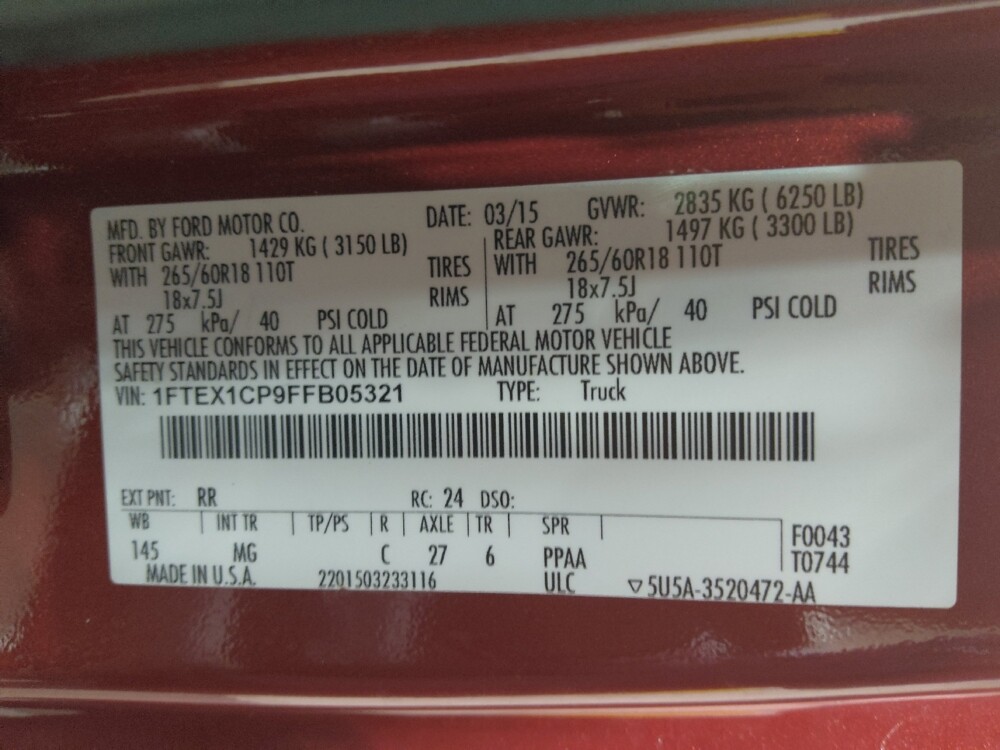 MFD. BY FORD MOTOR CO. DATE: 03/15 GVWR: 2835 KG ( 6250 LB)
FRONT GAWR: 1429 KG ( 3150 LB) REAR GAWR: 1497 KG ( 3300 LB)
WITH 265/60R18 110T TIRES WITH 265/60R18 110T TIRES
18x7.5J RIMS 18x7.5J RIMS
AT 275 kPa/ 40 PSI COLD AT 275 kPa/ 40 PSI COLD
THIS VEHICLE CONFORMS TO ALL APPLICABLE FEDERAL MOTOR VEHICLE
SAFETY STANDARDS IN EFFECT ON THE DATE OF MANUFACTURE SHOWN ABOVE.
VIN: 1FTEX1CP9FFB05321 TYPE: Truck
EXT PNT: RR RC: 24 DSO:
WB INT TR TP/PS R AXLE TR SPR F0043
145 MG C 27 6 PPAA T0744
MADE IN U.S.A. 2201503233116 ULC ▽5U5A-3520472-AA